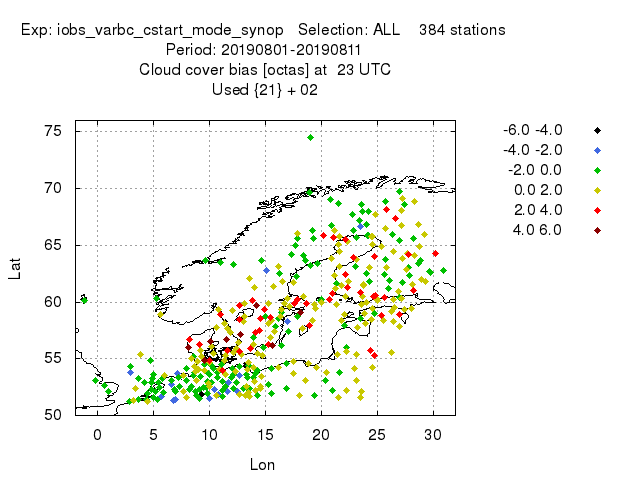 Exp: iobs_varbc_cstart_mode_synop   Selection: ALL    384 stations
Period: 20190801-20190811
Cloud cover bias [octas] at  23 UTC
Used {21} + 02
-6.0 -4.0
-4.0 -2.0
-2.0 0.0
0.0 2.0
2.0 4.0
4.0 6.0
75
70
65
60
55
50
Lat
0 5 10 15 20 25 30
Lon